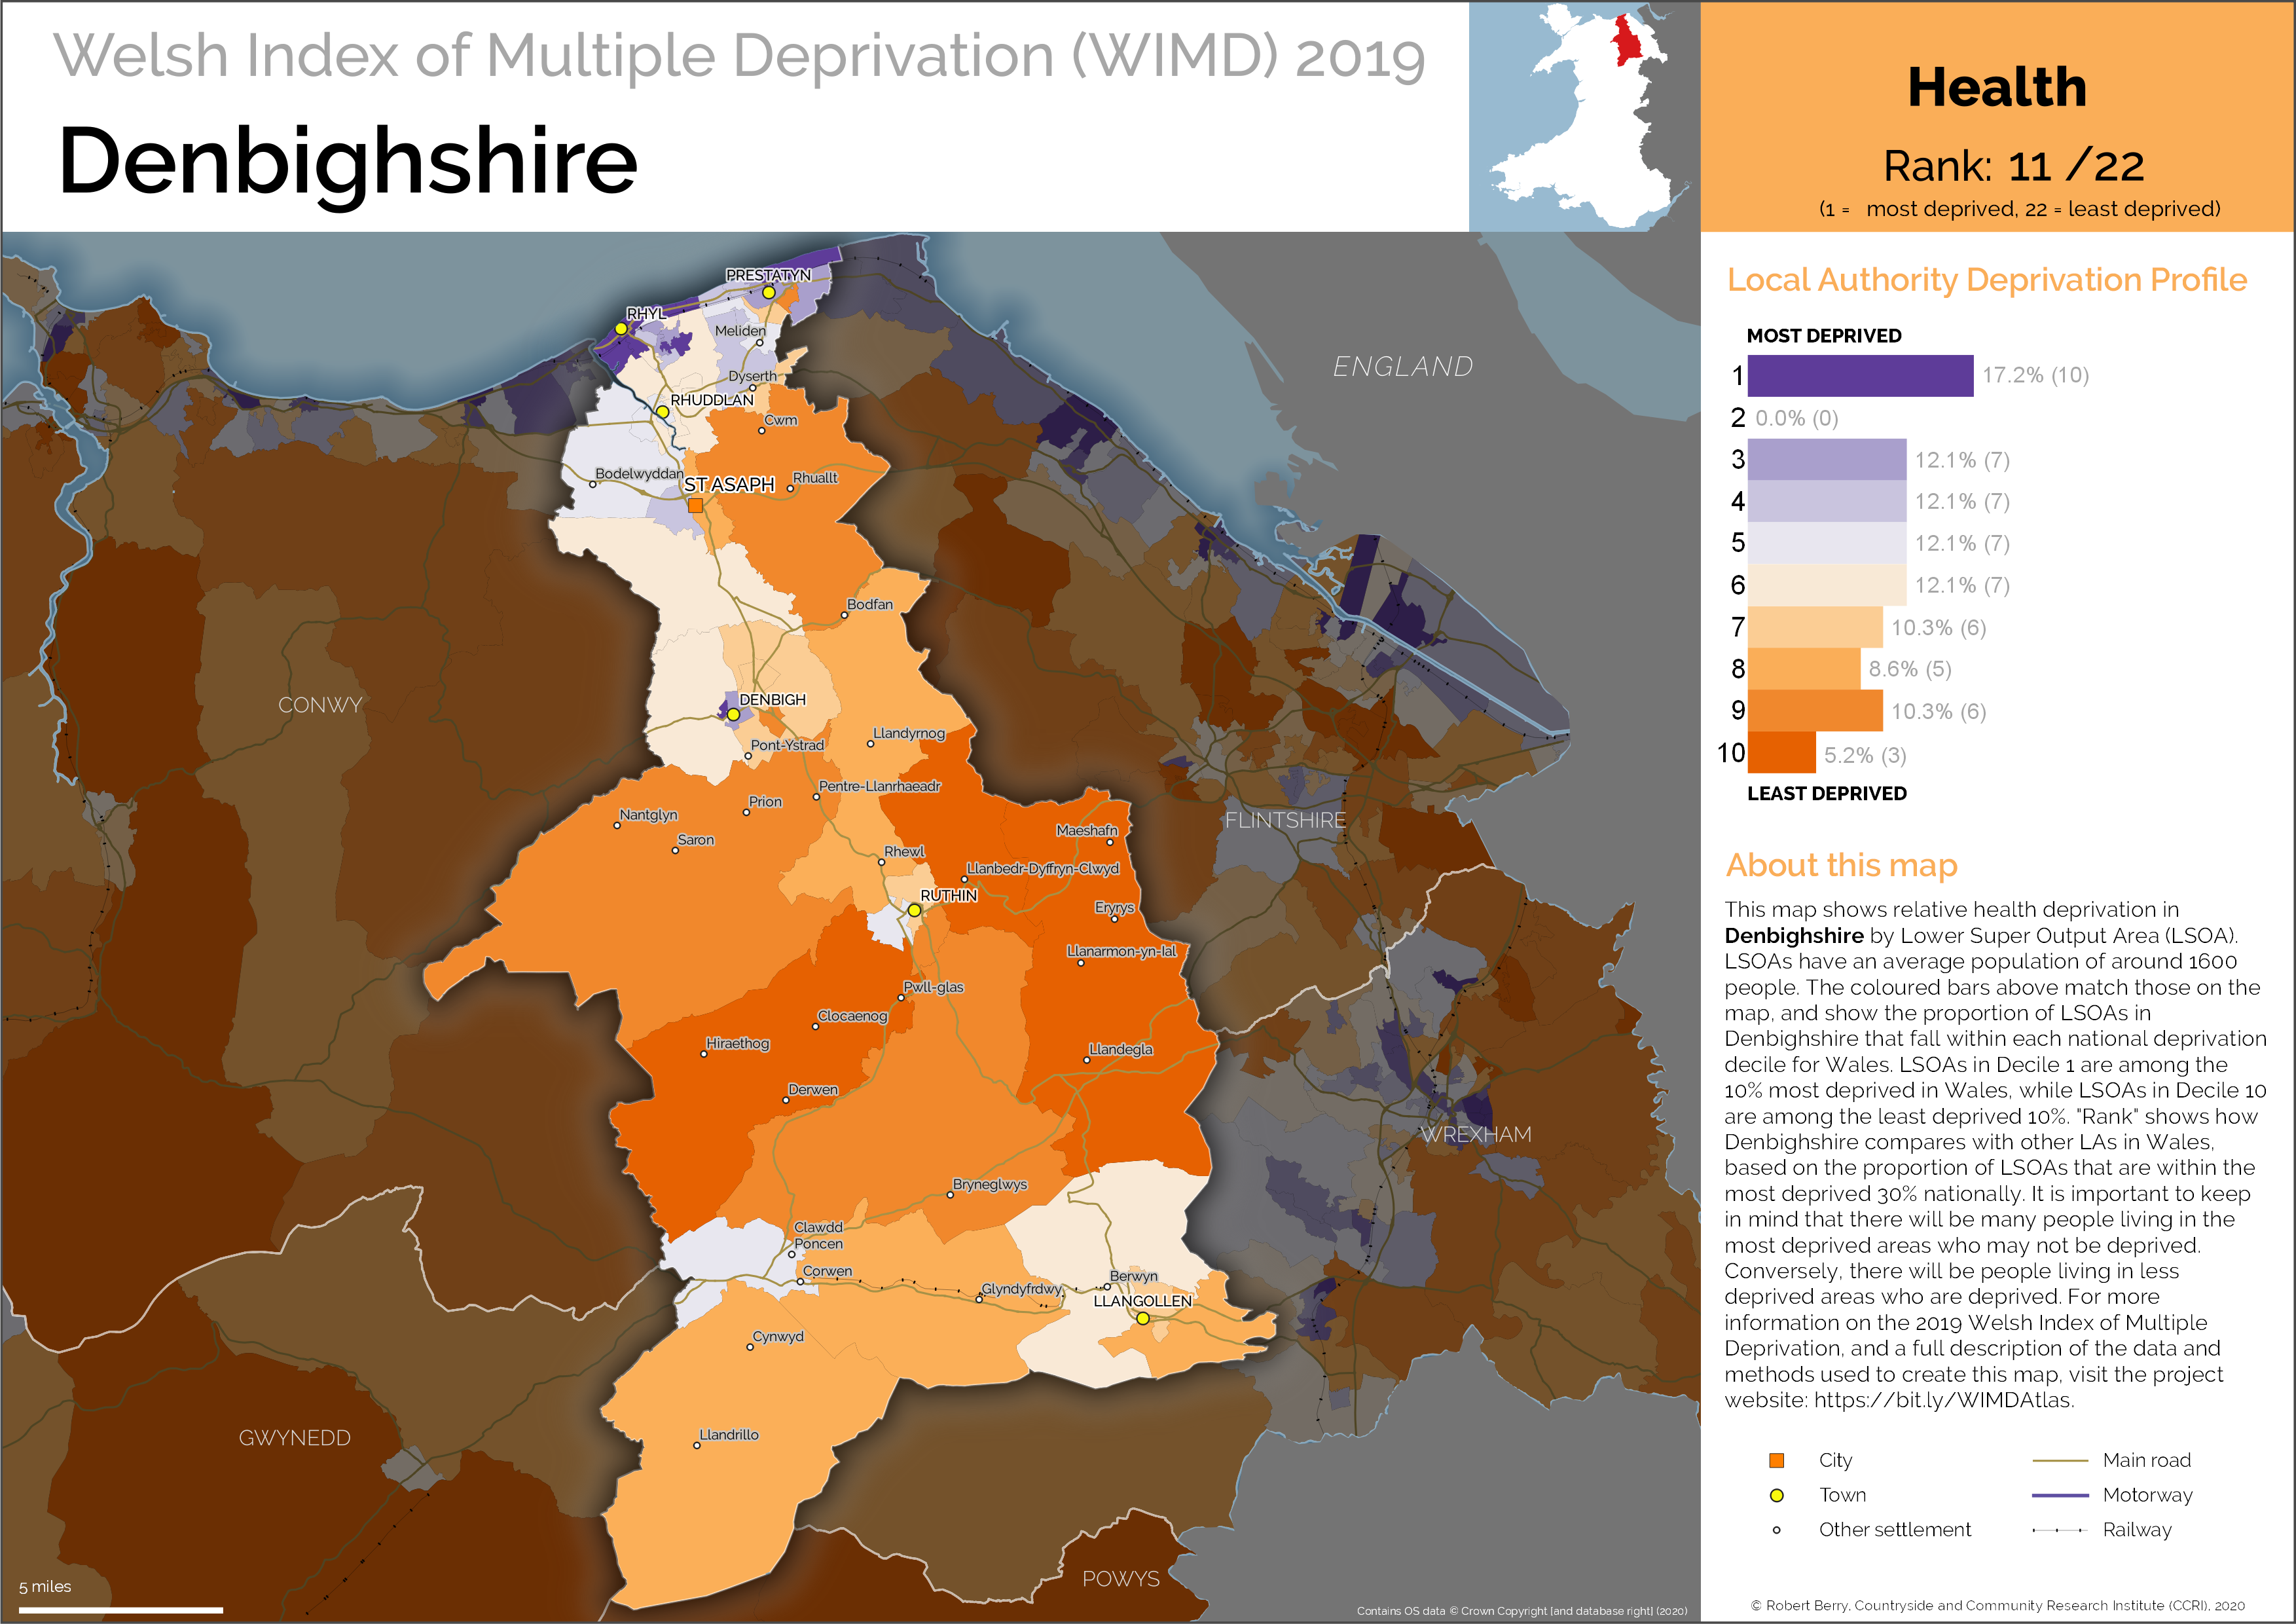 Welsh Index of Multiple Deprivation (WIMD) 2019
Denbighshire
Health
Rank: 11 /22
(1 = most deprived, 22 = least deprived)
Local Authority Deprivation Profile
MOST DEPRIVED
1 17.2% (10)
2 0.0% (0)
3 12.1% (7)
4 12.1% (7)
5 12.1% (7)
6 12.1% (7)
7 10.3% (6)
8 8.6% (5)
9 10.3% (6)
10 5.2% (3)
LEAST DEPRIVED
About this map
This map shows relative health deprivation in
Denbighshire by Lower Super Output Area (LSOA).
LSOAs have an average population of around 1600
people. The coloured bars above match those on the
map, and show the proportion of LSOAs in
Denbighshire that fall within each national deprivation
decile for Wales. LSOAs in Decile 1 are among the
10% most deprived in Wales, while LSOAs in Decile 10
are among the least deprived 10%. "Rank" shows how
Denbighshire compares with other LAs in Wales,
based on the proportion of LSOAs that are within the
most deprived 30% nationally. It is important to keep
in mind that there will be many people living in the
most deprived areas who may not be deprived.
Conversely, there will be people living in less
deprived areas who are deprived. For more
information on the 2019 Welsh Index of Multiple
Deprivation, and a full description of the data and
methods used to create this map, visit the project
website: https://bit.ly/WIMDAtlas.
City
Town
Other settlement
Main road
Motorway
Railway
© Robert Berry, Countryside and Community Research Institute (CCRI), 2020
PRESTATYN
RHYL
Meliden
ENGLAND
Dyserth
RHUDDLAN
Cwm
Bodelwyddan
ST ASAPH
Rhuallt
Bodfan
CONWY
DENBIGH
Llandyrnog
Pont-Ystrad
Pentre-Llanrhaeadr
Prion
Nantglyn
Saron
FLINTSHIRE
Maeshafn
Rhewl
Llanbedr-Dyffryn-Clwyd
RUTHIN
Eryrys
Llanarmon-yn-Ial
Pwll-glas
Clocaenog
Hiraethog
Llandegla
Derwen
WREXHAM
Bryneglwys
Clawdd
Poncen
Corwen
Berwyn
Glyndyfrdwy
LLANGOLLEN
Cynwyd
Llandrillo
GWYNEDD
POWYS
5 miles
Contains OS data © Crown Copyright [and database right] (2020)